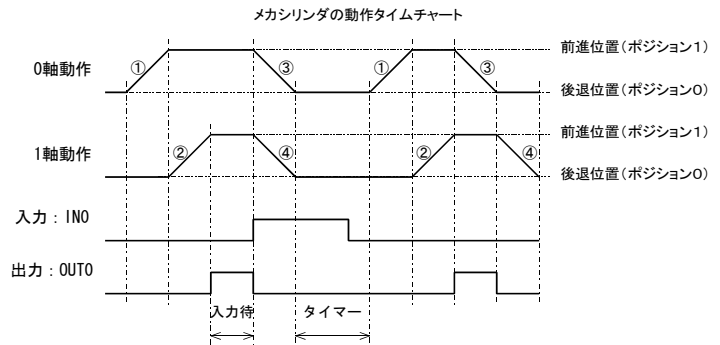 メカシリンダの動作タイムチャート
0軸動作
①
③
①
③
前進位置(ポジション1)
後退位置(ポジション0)
1軸動作
②
④
②
④
前進位置(ポジション1)
後退位置(ポジション0)
入力:IN0
出力:OUT0
入力待
タイマー